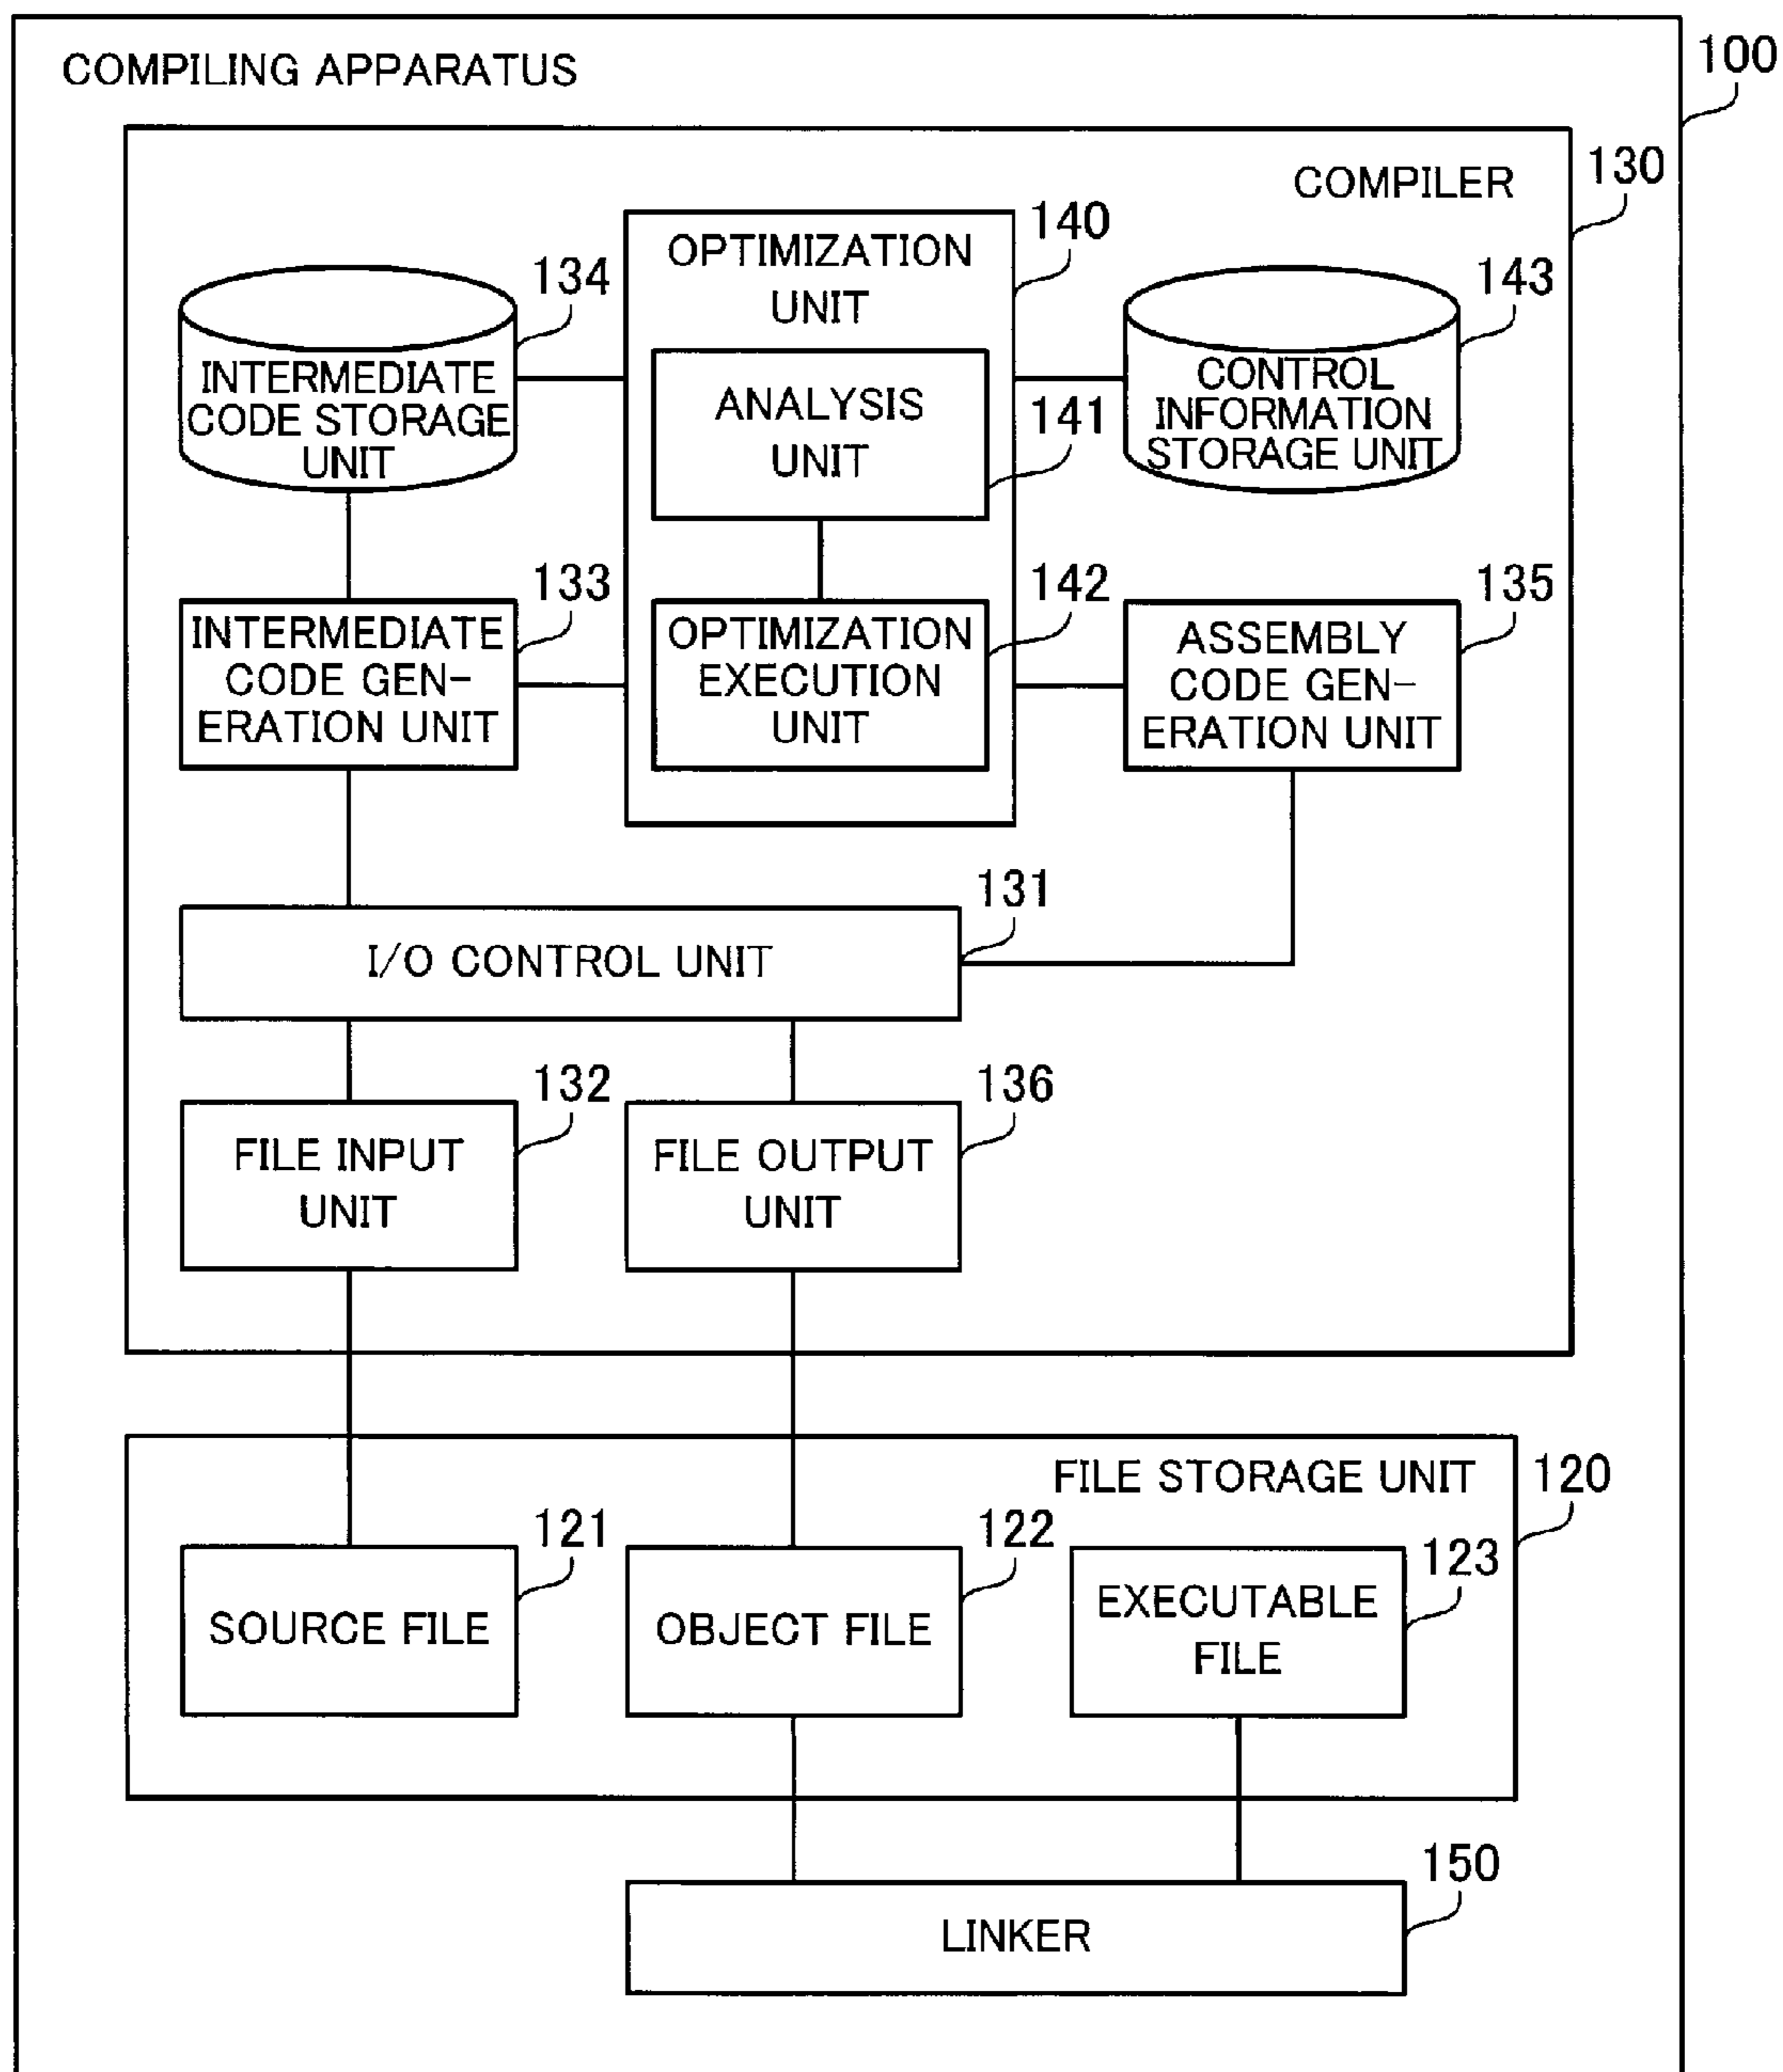 COMPILING APPARATUS
100
COMPILER
130
OPTIMIZATION
UNIT
140
134
INTERMEDIATE
CODE STORAGE
UNIT
ANALYSIS
UNIT
141
143
CONTROL
INFORMATION
STORAGE UNIT
133
INTERMEDIATE
CODE GEN-
ERATION UNIT
142
OPTIMIZATION
EXECUTION
UNIT
135
ASSEMBLY
CODE GEN-
ERATION UNIT
131
I/O CONTROL UNIT
132
FILE INPUT
UNIT
136
FILE OUTPUT
UNIT
FILE STORAGE UNIT
120
121
SOURCE FILE
122
OBJECT FILE
123
EXECUTABLE
FILE
150
LINKER